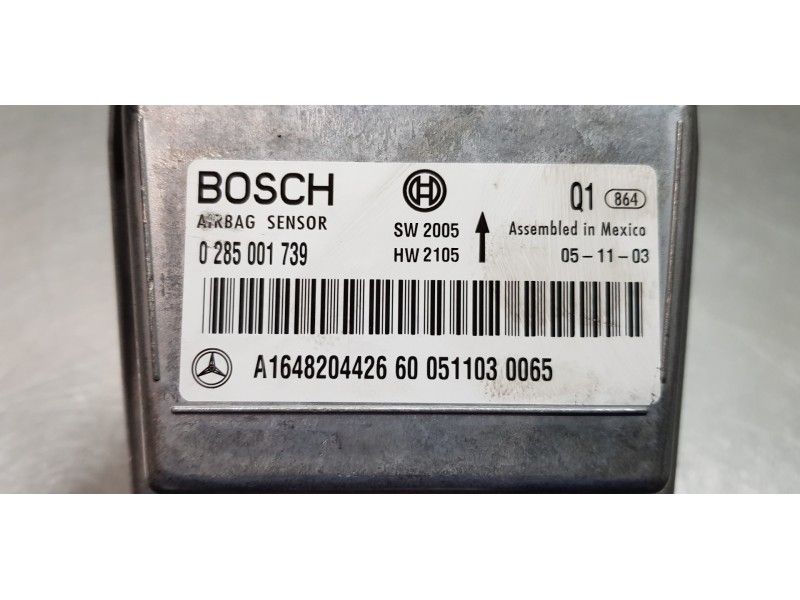 BOSCH
Q1 864
AIRBAG SENSOR
SW 2005
Assembled in Mexico
0 285 001 739
HW 2105
05-11-03
A1648204426 60 051103 0065